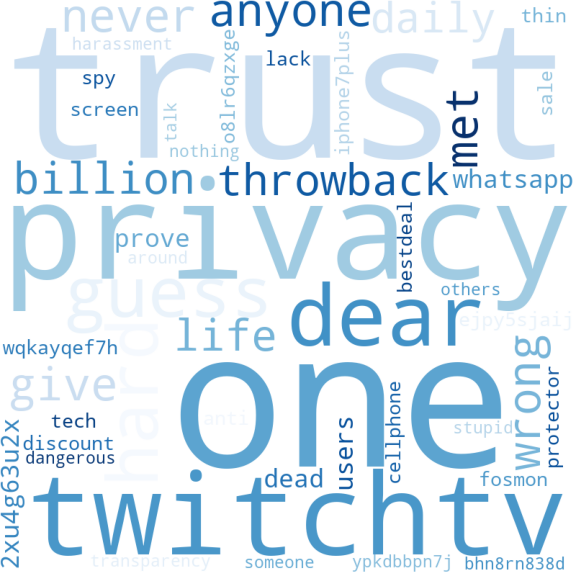 never
anyone
daily
thin
harassment
trust
spy
lack
screen
talk
o8lr6qzxge
iphone7plus
sale
nothing
met
billion
throwback
whatsapp
privacy
prove
around
bestdeal
guess
dear
others
ejpy5sjaij
life
hard
wqkayqef7h
one
give
wrong
anti
tech
users
cellphone
stupid
protector
discount
dangerous
2xu4g63u2x
dead
fosmon
twitchtv
transparency
someone
ypkdbbpn7j
bhn8rn838d